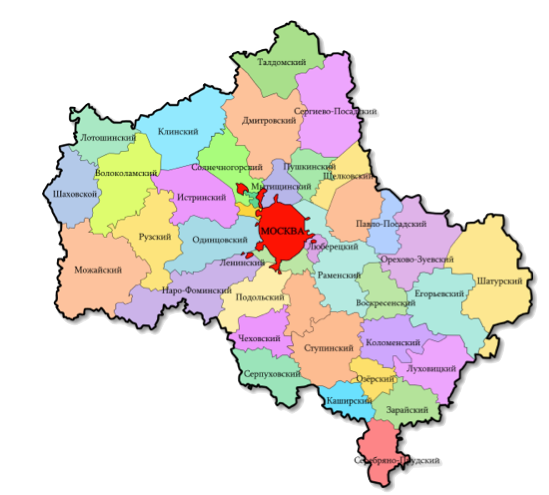 Талдомский
Сергиево-Посадский
Дмитровский
Клинский
Лотошинский
Солнечногорский
Пушкинский
Волоколамский
Щелковский
Мытищинский
Шаховской
Истринский
Павло-Посадский
МОСКВА
Рузский
Одинцовский
Люберецкий
Орехово-Зуевский
Ленинский
Можайский
Раменский
Шатурский
Наро-Фоминский
Егорьевский
Подольский
Воскресенский
Чеховский
Коломенский
Ступинский
Луховицкий
Серпуховский
Озёрский
Каширский
Зарайский
Серебряно-Прудский